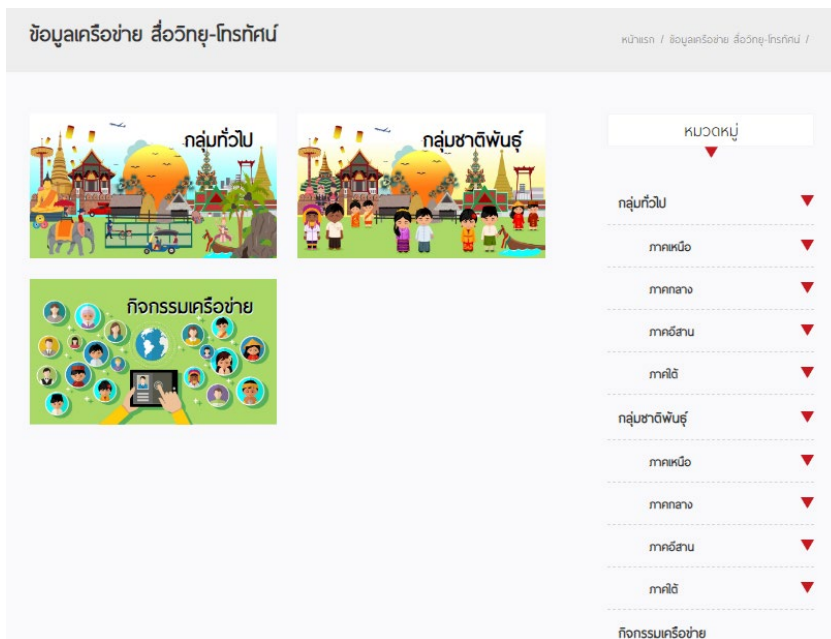 ข้อมูลเครือข่าย สื่อวิทยุ-โทรทัศน์
หน้าแรก / ข้อมูลเครือข่าย สื่อวิทยุ-โทรทัศน์ /
กลุ่มทั่วไป
กลุ่มชาติพันธุ์
กิจกรรมเครือข่าย
หมวดหมู่
กลุ่มทั่วไป
ภาคเหนือ
ภาคกลาง
ภาคอีสาน
ภาคใต้
กลุ่มชาติพันธุ์
ภาคเหนือ
ภาคกลาง
ภาคอีสาน
ภาคใต้
กิจกรรมเครือข่าย